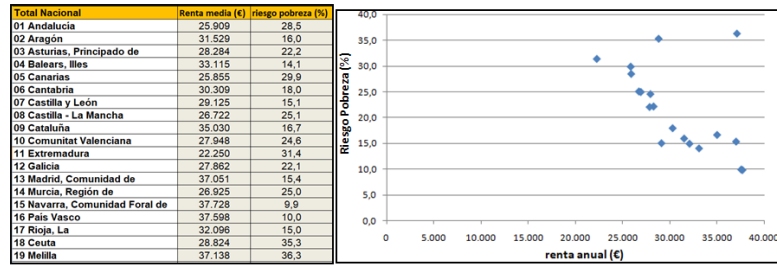 Total Nacional Renta media (€) riesgo pobreza (%)
01 Andalucia 25.909 28,5
02 Aragón 31.529 16,0
03 Asturias, Principado de 28.284 22,2
04 Balears, Illes 33.115 14,1
05 Canarias 25.855 29,9
06 Cantabria 30.309 18,0
07 Castilla y León 29.125 15,1
08 Castilla - La Mancha 26.722 25,1
09 Cataluña 35.030 16,7
10 Comunitat Valenciana 27.948 24,6
11 Extremadura 22.250 31,4
12 Galicia 27.862 22,1
13 Madrid, Comunidad de 37.051 15,4
14 Murcia, Región de 26.925 25,0
15 Navarra, Comunidad Foral de 37.728 9,9
16 País Vasco 37.598 10,0
17 Rioja, La 32.096 15,0
18 Ceuta 28.824 35,3
19 Melilla 37.138 36,3
Riesgo Pobreza (%)
40,0
35,0
30,0
25,0
20,0
15,0
10,0
5,0
0,0
0 5.000 10.000 15.000 20.000 25.000 30.000 35.000 40.000
renta anual (€)